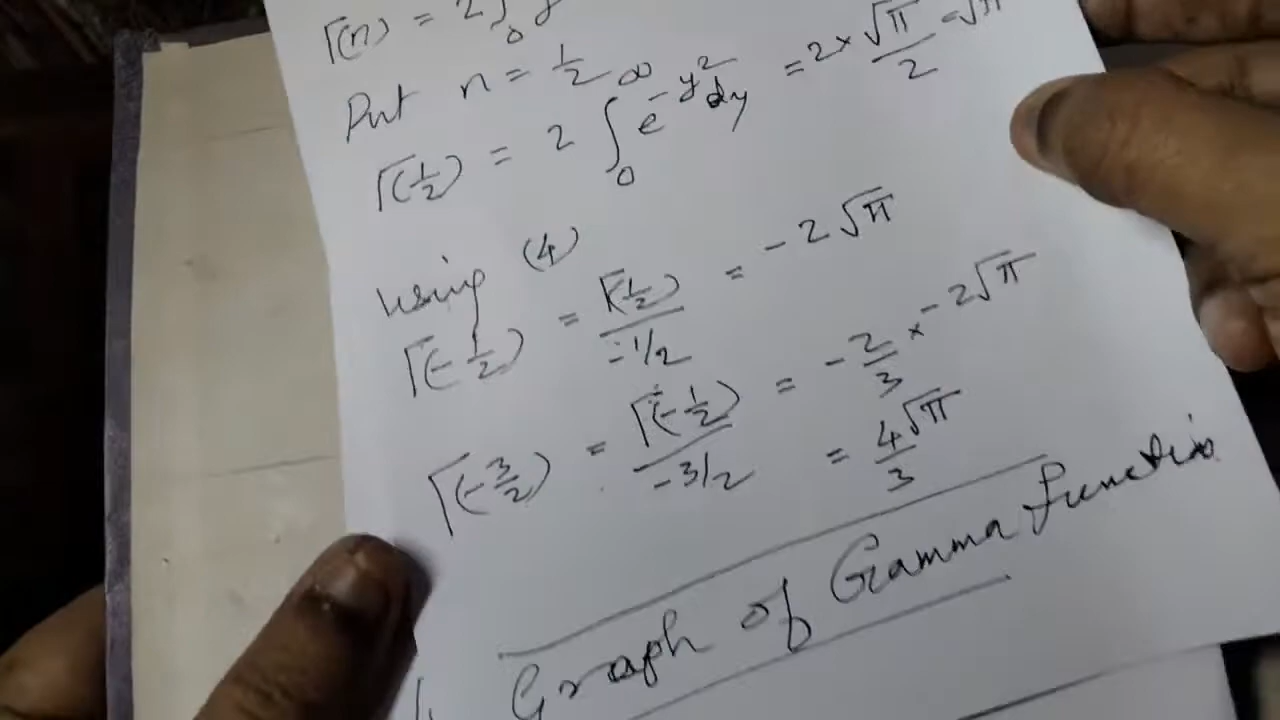 Γ(n) = 2∫₀ y
Put n = 1/2
Γ(1/2) = 2 ∫₀^∞ e^(-y²) dy = 2 × √π/2 = √π
Using (4)
Γ(-1/2) = Γ(1/2)/(-1/2) = -2√π
Γ(-3/2) = Γ(-1/2)/(-3/2) = -2/3 × -2√π
= 4√π/3
Graph of Gamma function